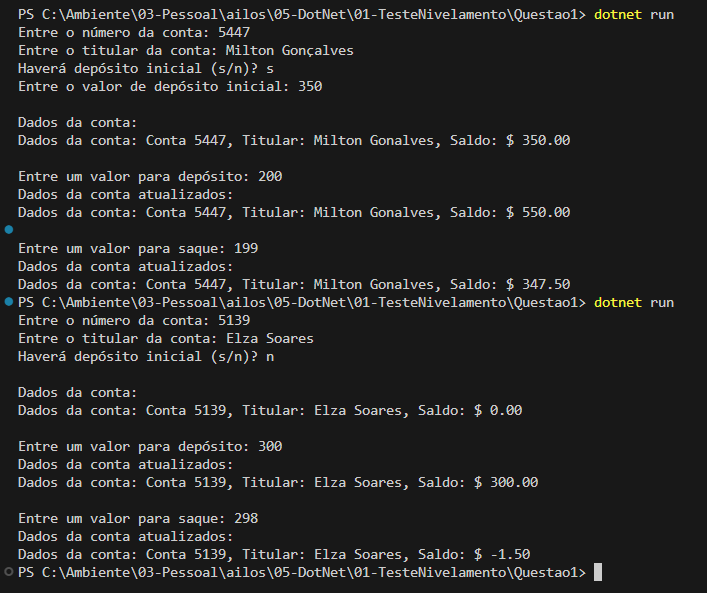 PS C:\Ambiente\03-Pessoal\ailos\05-DotNet\01-TesteNivelamento\Questao1> dotnet run
Entre o número da conta: 5447
Entre o titular da conta: Milton Gonçalves
Haverá depósito inicial (s/n)? s
Entre o valor de depósito inicial: 350
Dados da conta:
Dados da conta: Conta 5447, Titular: Milton Gonalves, Saldo: $ 350.00
Entre um valor para depósito: 200
Dados da conta atualizados:
Dados da conta: Conta 5447, Titular: Milton Gonalves, Saldo: $ 550.00
Entre um valor para saque: 199
Dados da conta atualizados:
Dados da conta: Conta 5447, Titular: Milton Gonalves, Saldo: $ 347.50
PS C:\Ambiente\03-Pessoal\ailos\05-DotNet\01-TesteNivelamento\Questao1> dotnet run
Entre o número da conta: 5139
Entre o titular da conta: Elza Soares
Haverá depósito inicial (s/n)? n
Dados da conta:
Dados da conta: Conta 5139, Titular: Elza Soares, Saldo: $ 0.00
Entre um valor para depósito: 300
Dados da conta atualizados:
Dados da conta: Conta 5139, Titular: Elza Soares, Saldo: $ 300.00
Entre um valor para saque: 298
Dados da conta atualizados:
Dados da conta: Conta 5139, Titular: Elza Soares, Saldo: $ -1.50
PS C:\Ambiente\03-Pessoal\ailos\05-DotNet\01-TesteNivelamento\Questao1>